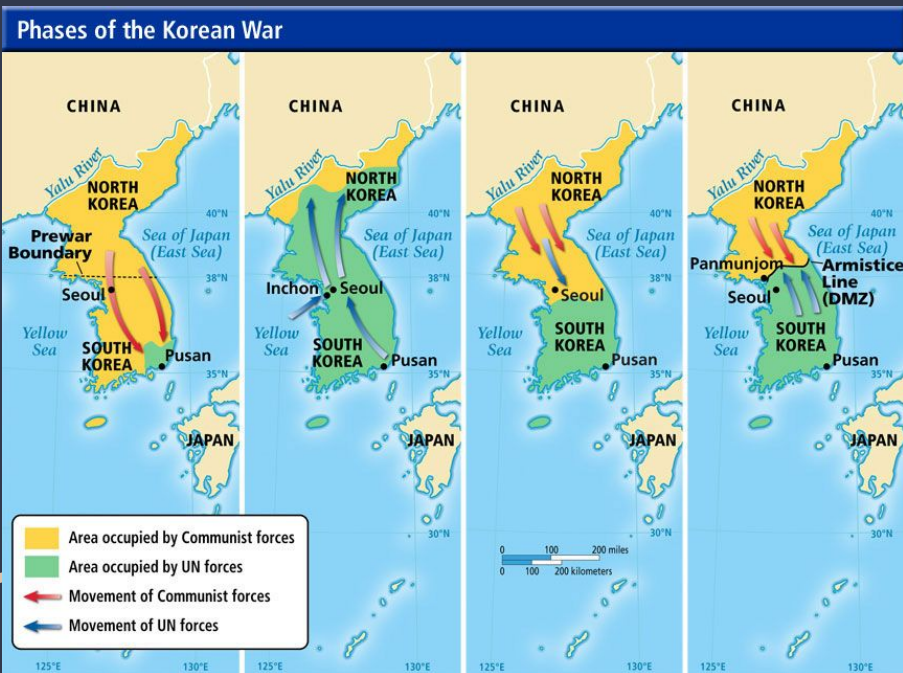 Phases of the Korean War
CHINA
Yalu River
NORTH
KOREA
40°N
Prewar
Boundary
Sea of Japan
(East Sea)
38°N
Seoul
Yellow
Sea
SOUTH
KOREA
Pusan
35°N
JAPAN
CHINA
Yalu River
NORTH
KOREA
40°N
Sea of Japan
(East Sea)
38°N
Inchon
Seoul
Yellow
Sea
SOUTH
KOREA
Pusan
35°N
JAPAN
30°N
125°E
130°E
CHINA
Yalu River
NORTH
KOREA
40°N
Sea of Japan
(East Sea)
38°N
Seoul
Yellow
Sea
SOUTH
KOREA
Pusan
35°N
JAPAN
30°N
0 100 200 miles
0 100 200 kilometers
125°E
130°E
CHINA
Yalu River
NORTH
KOREA
40°N
Sea of Japan
(East Sea)
Panmunjom
Armistice
Line
(DMZ)
38°N
Seoul
Yellow
Sea
SOUTH
KOREA
Pusan
35°N
JAPAN
30°N
125°E
130°E
Area occupied by Communist forces
Area occupied by UN forces
Movement of Communist forces
Movement of UN forces
125°E
130°E